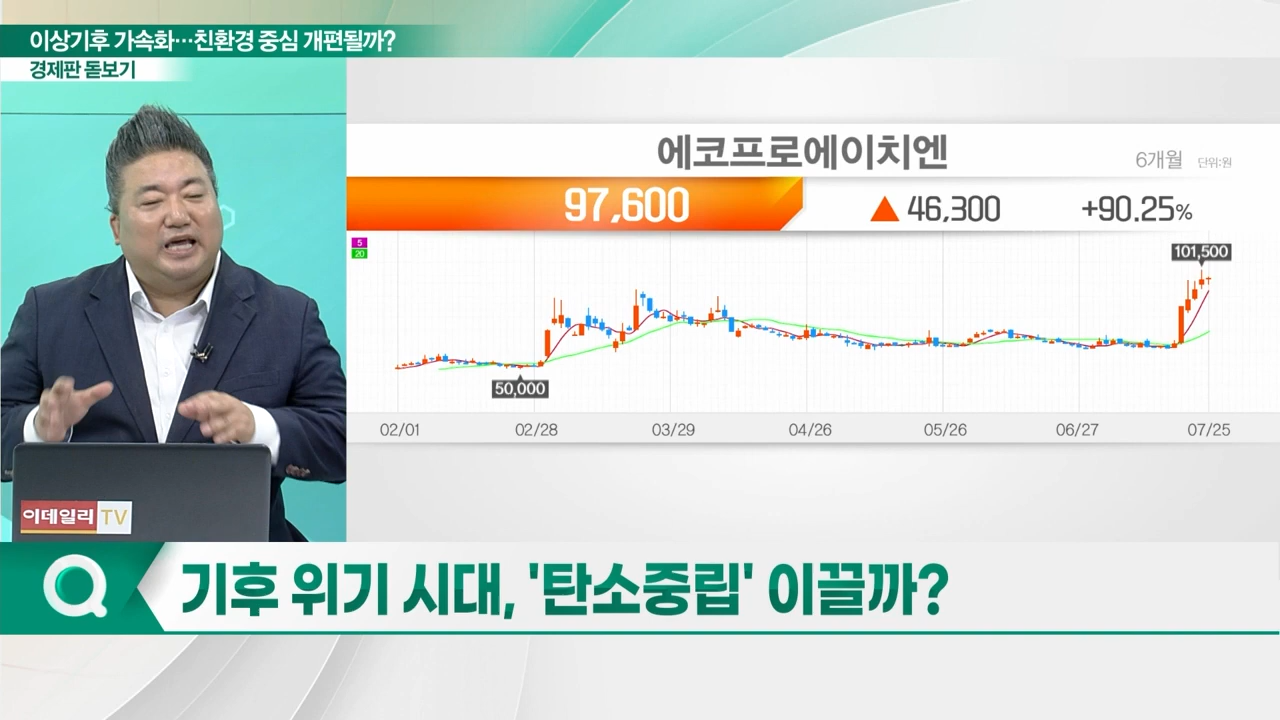 이상기후 가속화…친환경 중심 개편될까?
경제판 돋보기
에코프로에이치엔
6개월 단위:원
97,600 ▲ 46,300 +90.25%
5
20
101,500
50,000
02/01 02/28 03/29 04/26 05/26 06/27 07/25
이데일리 TV
Q 기후 위기 시대, '탄소중립' 이끌까?